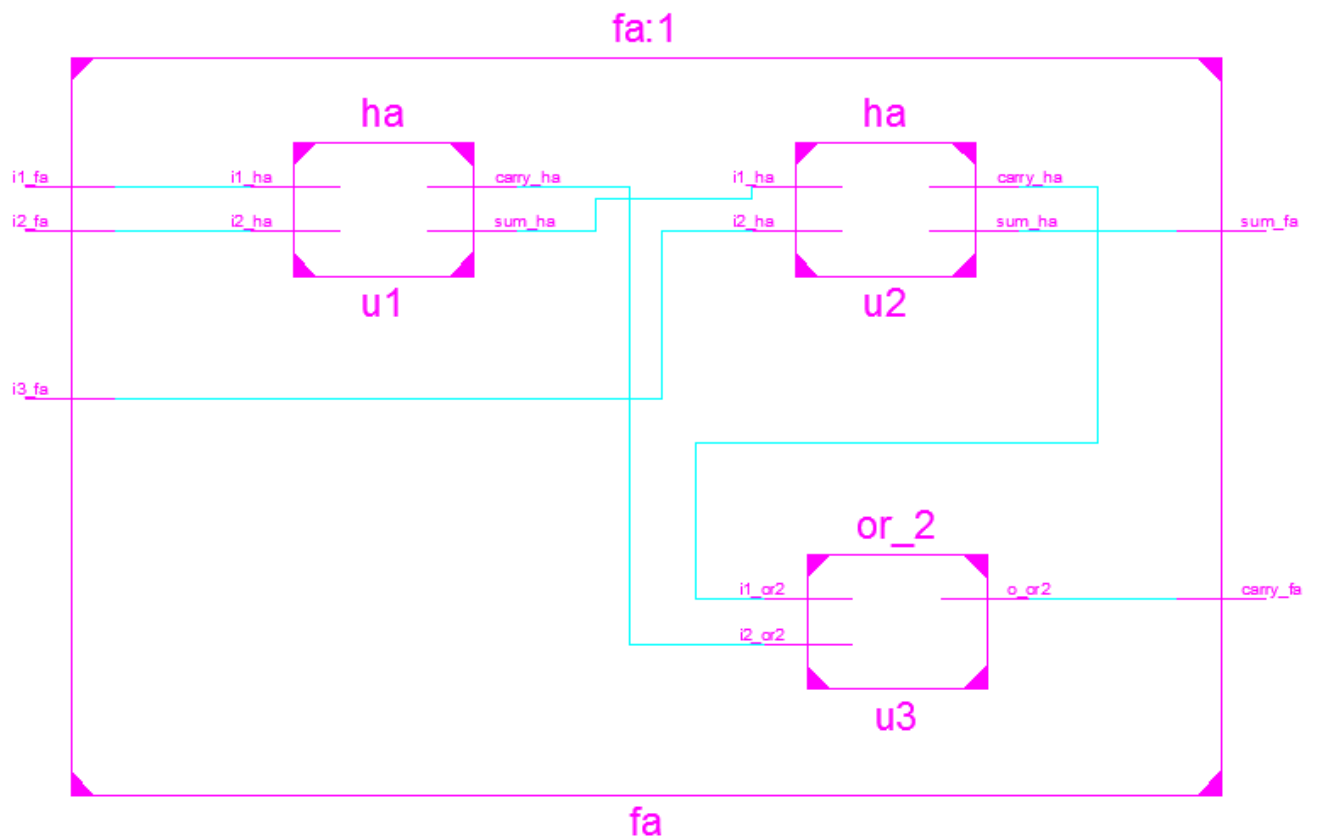 fa:1
ha
ha
i1_fa
i1_ha
carry_ha
i1_ha
carry_ha
i2_fa
i2_ha
sum_ha
i2_ha
sum_ha
sum_fa
u1
u2
i3_fa
or_2
i1_or2
o_or2
carry_fa
i2_or2
u3
fa